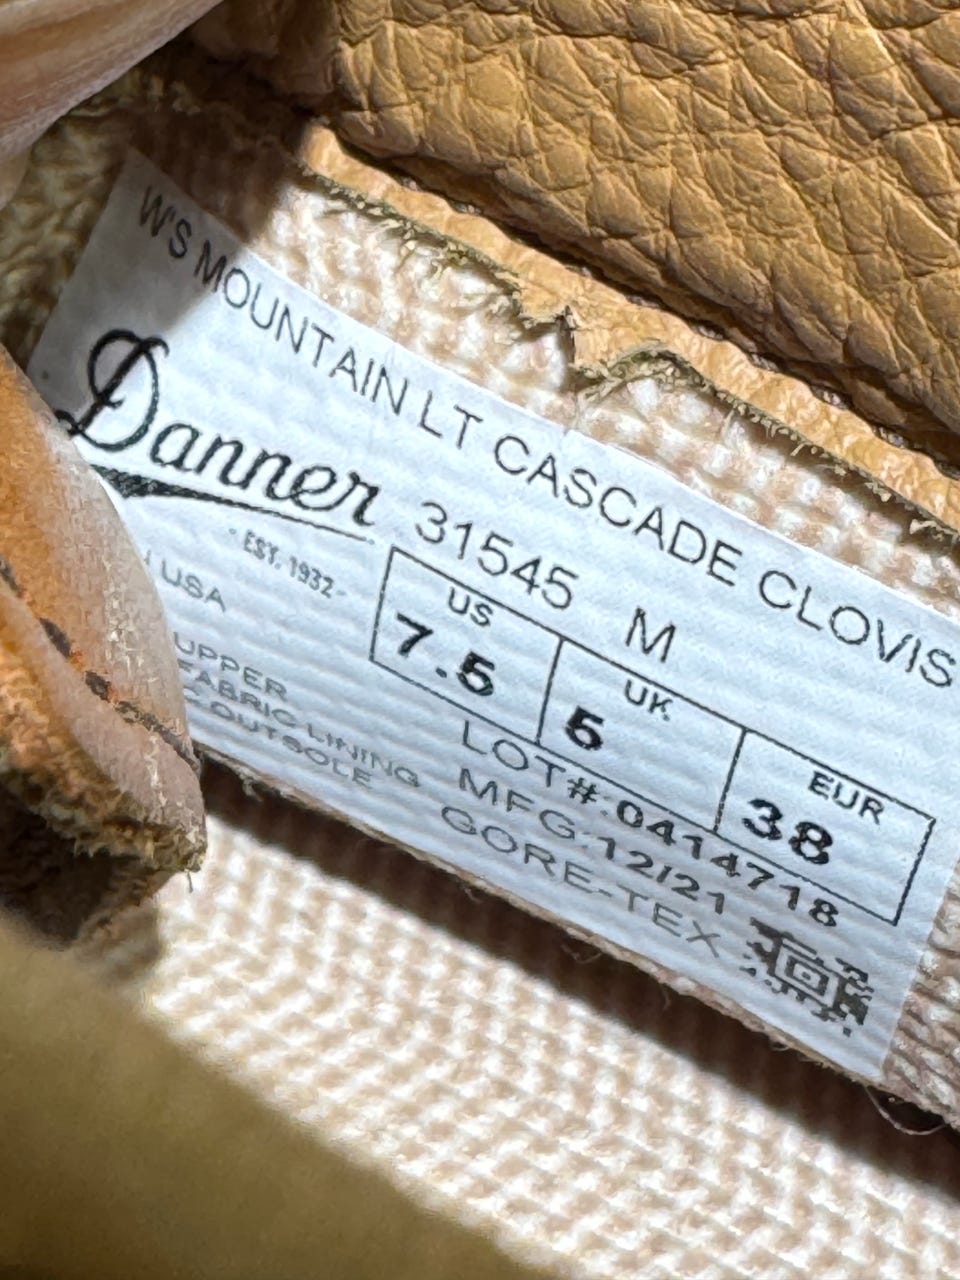 W'S MOUNTAIN LT CASCADE CLOVIS
Danner
EST. 1932
31545 M
US UK EUR
7.5 5 38
USA
UPPER
FABRIC LINING
OUTSOLE
LOT#:0414718
MFG:12/21
GORE-TEX